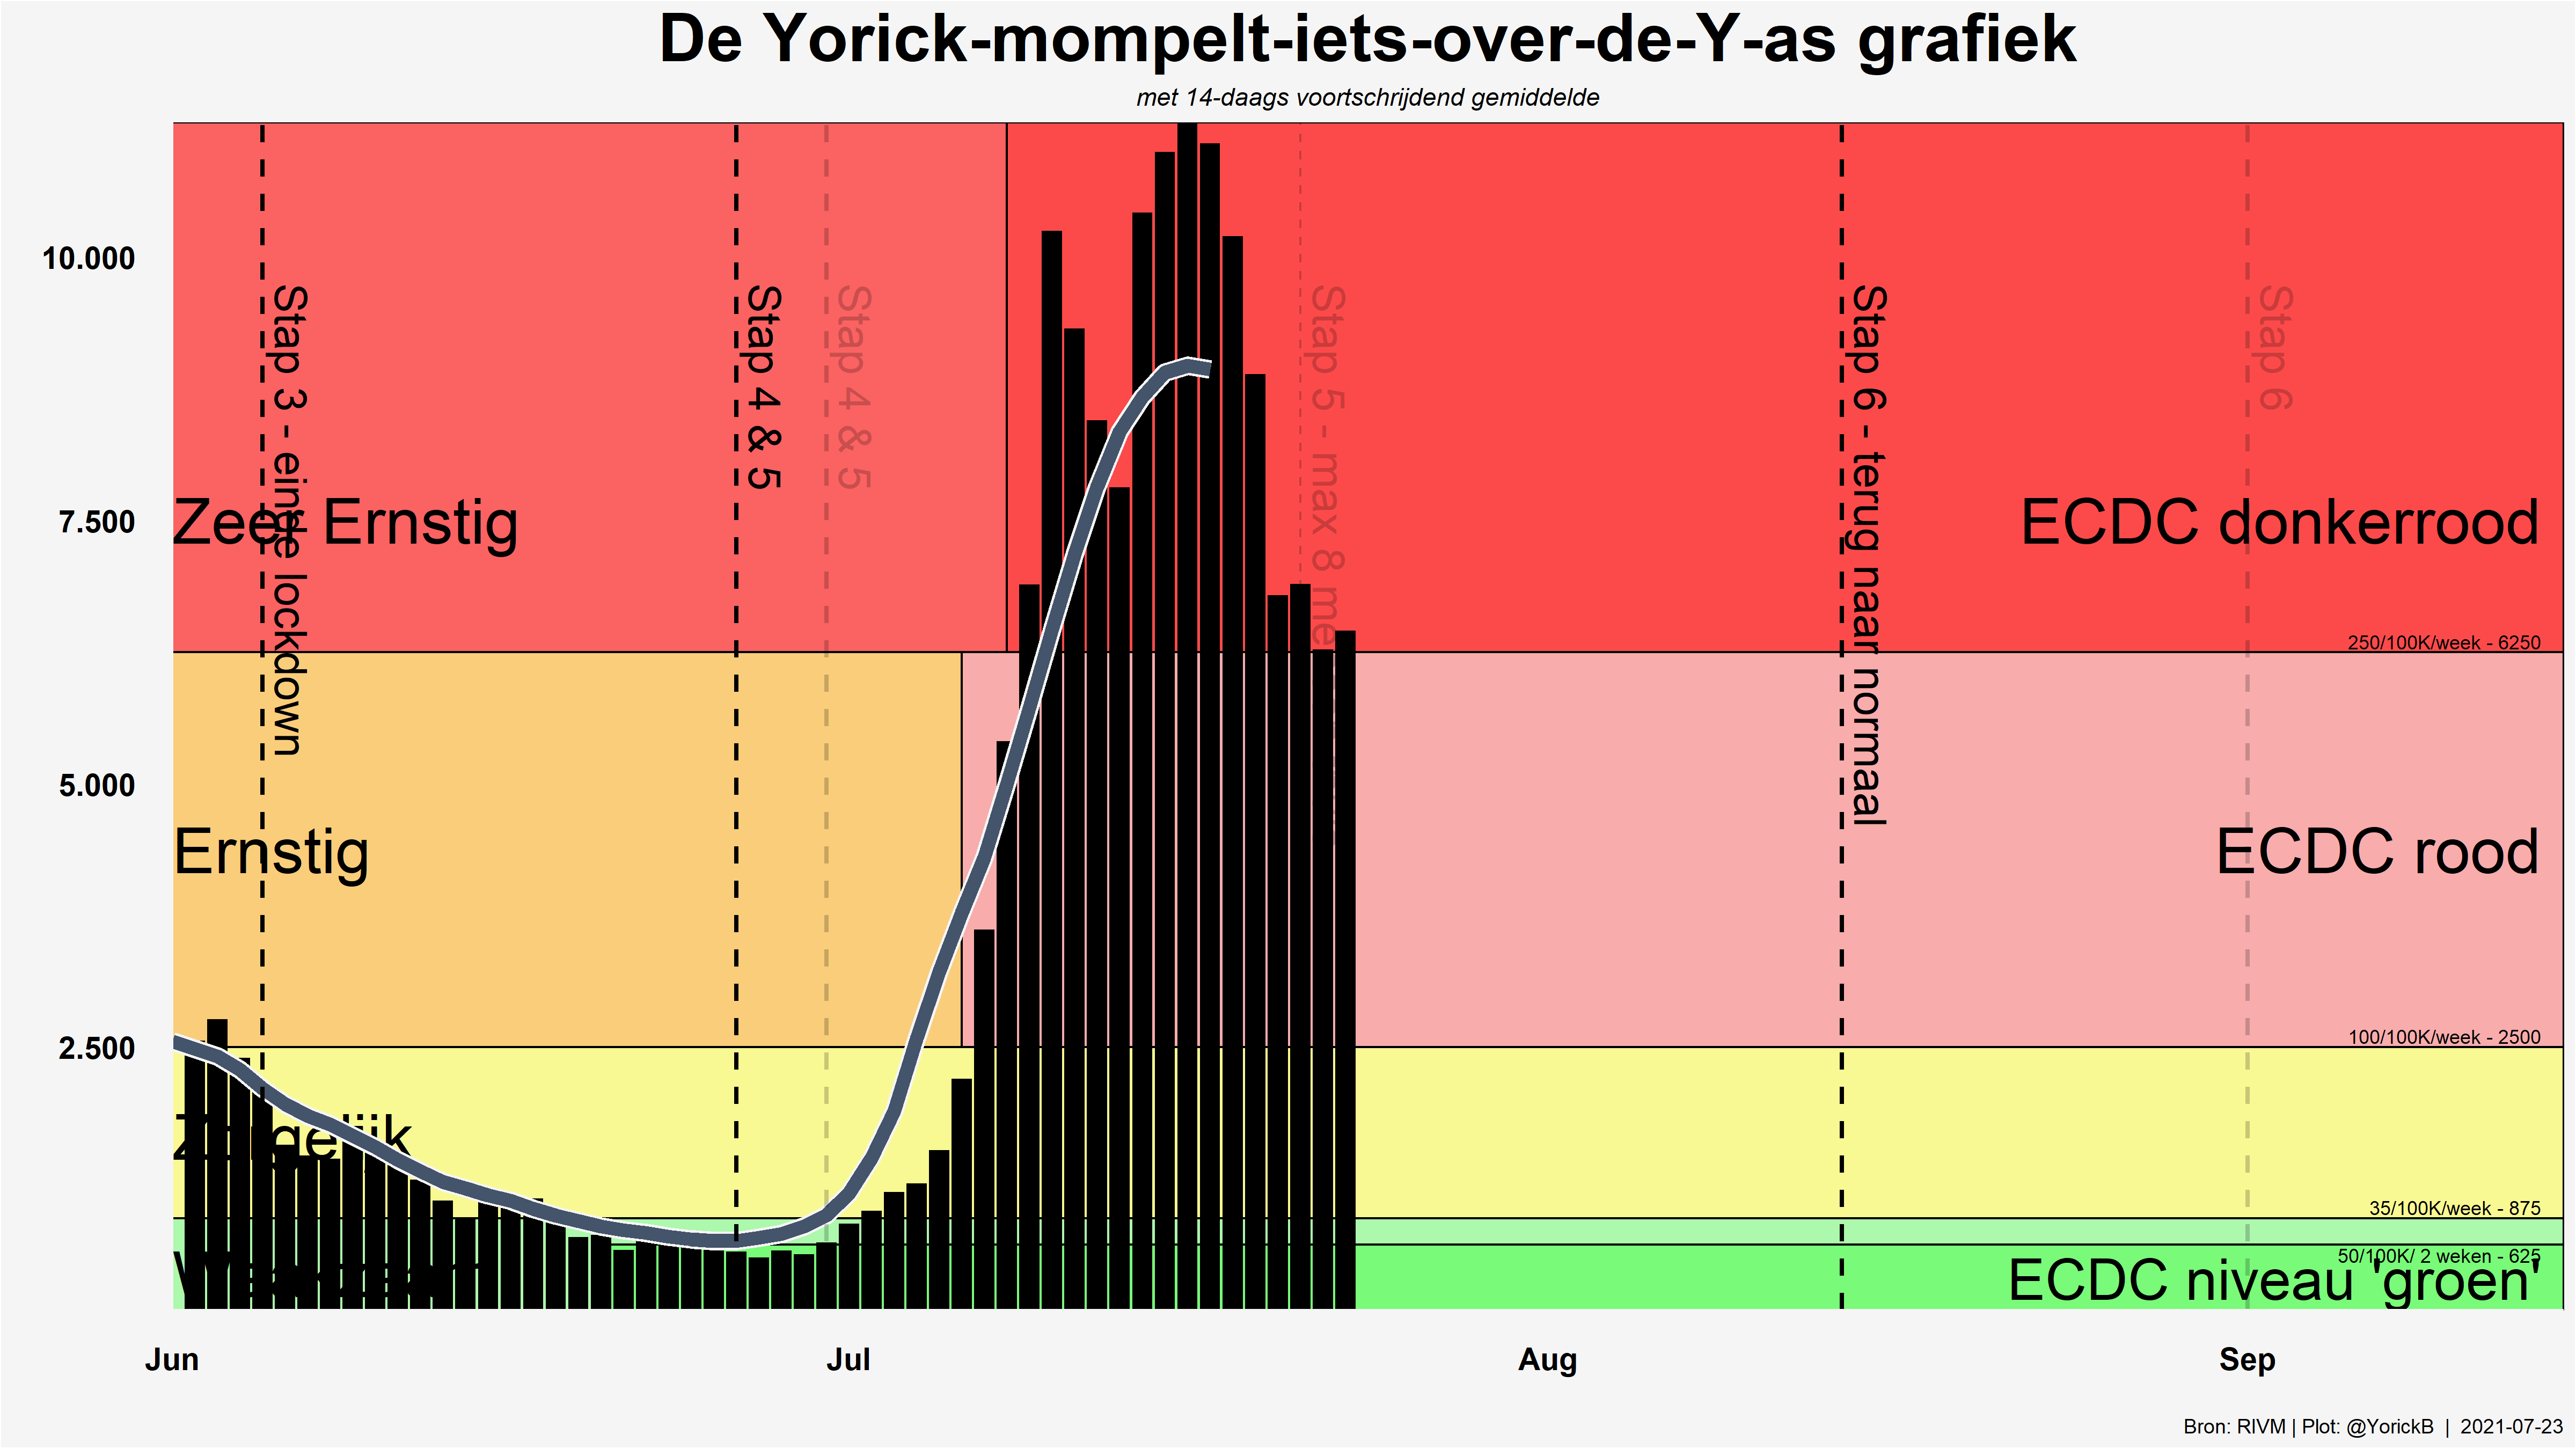 De Yorick-mompelt-iets-over-de-Y-as grafiek
met 14-daags voortschrijdend gemiddelde
10.000
7.500
5.000
2.500
Stap 3 - einde lockdown
Stap 4 & 5
Stap 4 & 5
Stap 5 - max 8
Stap 6 - terug naar normaal
Stap 6
Zeer Ernstig
ECDC donkerrood
250/100K/week - 6250
Ernstig
ECDC rood
100/100K/week - 2500
Zorgelijk
35/100K/week - 875
50/100K/ 2 weken - 625
ECDC niveau 'groen'
Jun
Jul
Aug
Sep
Bron: RIVM | Plot: @YorickB | 2021-07-23